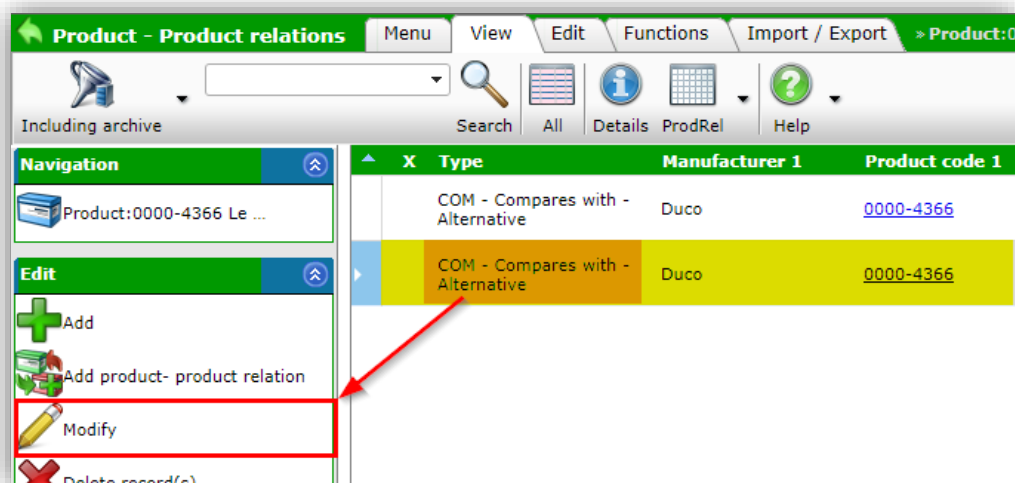 Product - Product relations
Menu
View
Edit
Functions
Import / Export
» Product:0
Including archive
Search
All
Details
ProdRel
Help
Navigation
X
Type
Manufacturer 1
Product code 1
Product:0000-4366 Le ...
COM - Compares with -
Alternative
Duco
0000-4366
Edit
COM - Compares with -
Alternative
Duco
0000-4366
Add
Add product- product relation
Modify
Delete record(s)